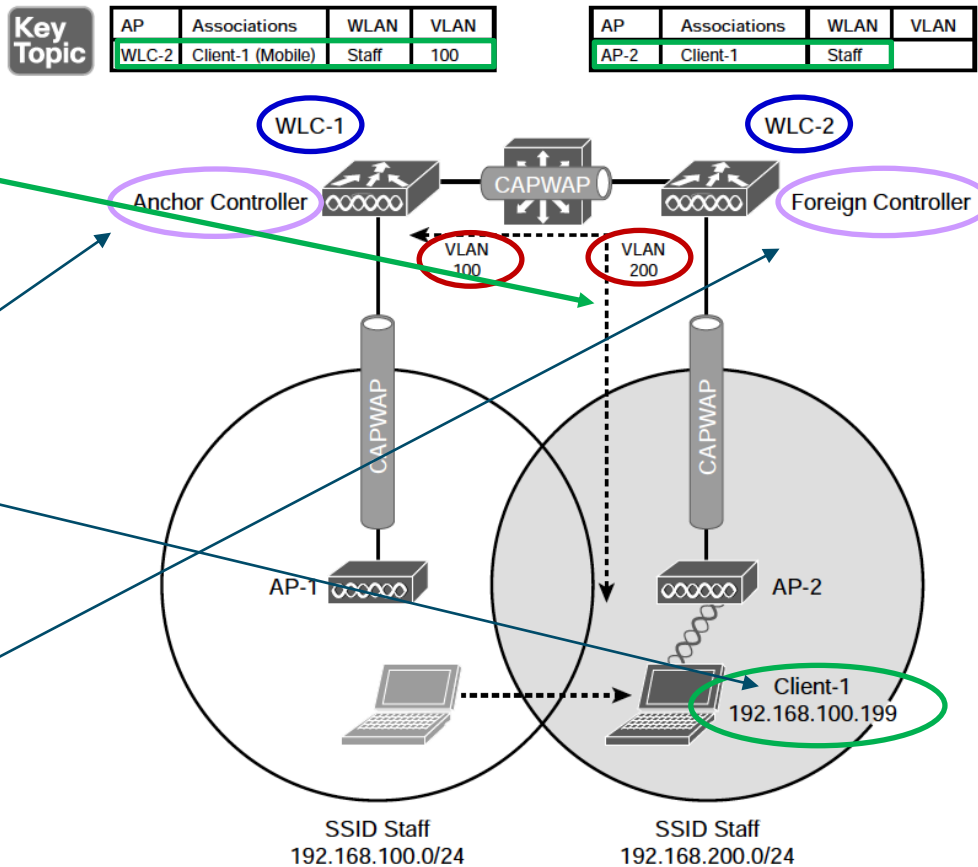 Key
Topic
AP Associations WLAN VLAN
WLC-2 Client-1 (Mobile) Staff 100
AP Associations WLAN VLAN
AP-2 Client-1 Staff
WLC-1
WLC-2
CAPWAP
Anchor Controller
Foreign Controller
VLAN
100
VLAN
200
CAPWAP
CAPWAP
AP-1
AP-2
Client-1
192.168.100.199
SSID Staff
192.168.100.0/24
SSID Staff
192.168.200.0/24